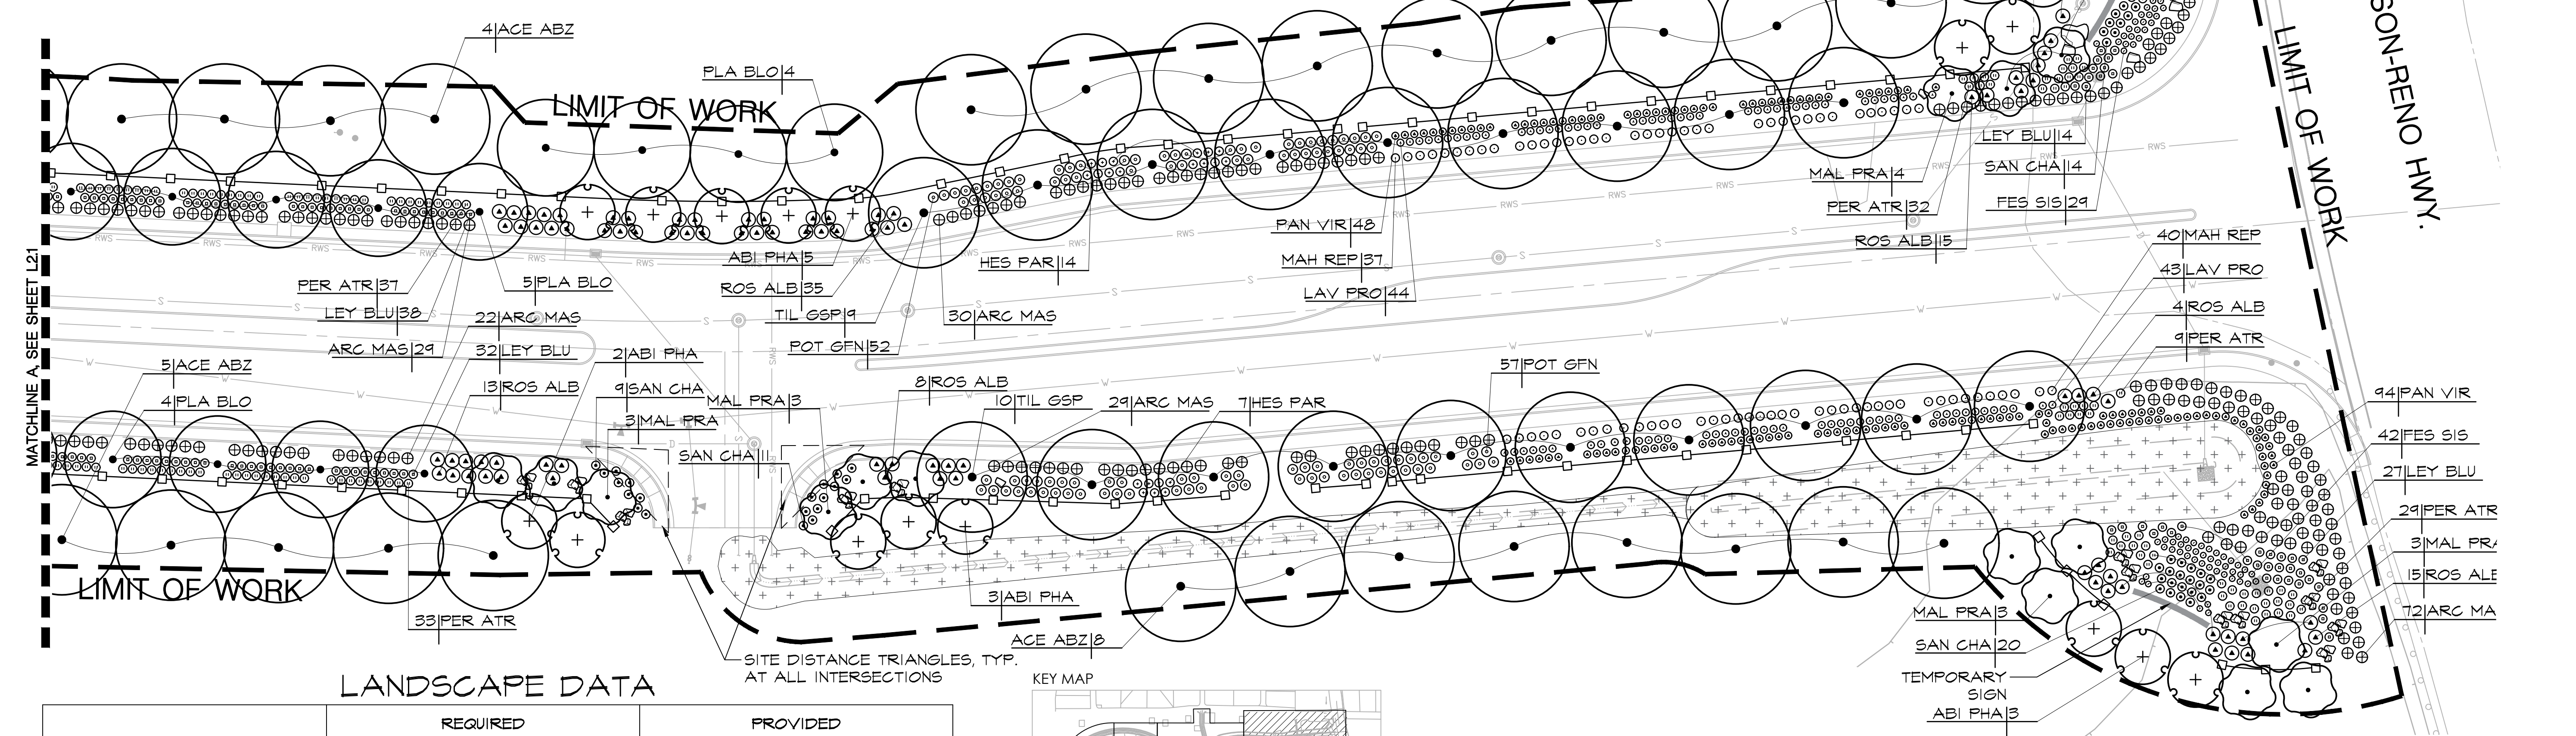 4|ACE ABZ
PLA BLO|4
LIMIT OF WORK
LIMIT OF WORK
SON-RENO HWY.
LEY BLU|14
SAN CHA|14
MAL PRA|4
FES SIS|29
PER ATR|32
ROS ALB|15
PAN VIR|48
MAH REP|37
LAV PRO|44
HES PAR|14
ABI PHA|5
ROS ALB|35
TIL GSP|9
30|ARC MAS
POT GFN|52
PER ATR|37
5|PLA BLO
LEY BLU|38
22|ARC MAS
ARC MAS|29
32|LEY BLU
2|ABI PHA
MATCHLINE A, SEE SHEET L2.1
5|ACE ABZ
4|PLA BLO
13|ROS ALB
9|SAN CHA
MAL PRA|3
3|MAL PRA
SAN CHA|11
8|ROS ALB
10|TIL GSP
29|ARC MAS
7|HES PAR
57|POT GFN
40|MAH REP
43|LAV PRO
4|ROS ALB
9|PER ATR
94|PAN VIR
42|FES SIS
27|LEY BLU
29|PER ATR
3|MAL PRA
15|ROS ALB
72|ARC MA
LIMIT OF WORK
33|PER ATR
3|ABI PHA
ACE ABZ|8
MAL PRA|3
SAN CHA|20
TEMPORARY
SIGN
ABI PHA|3
SITE DISTANCE TRIANGLES, TYP.
AT ALL INTERSECTIONS
LANDSCAPE DATA
KEY MAP
REQUIRED
PROVIDED